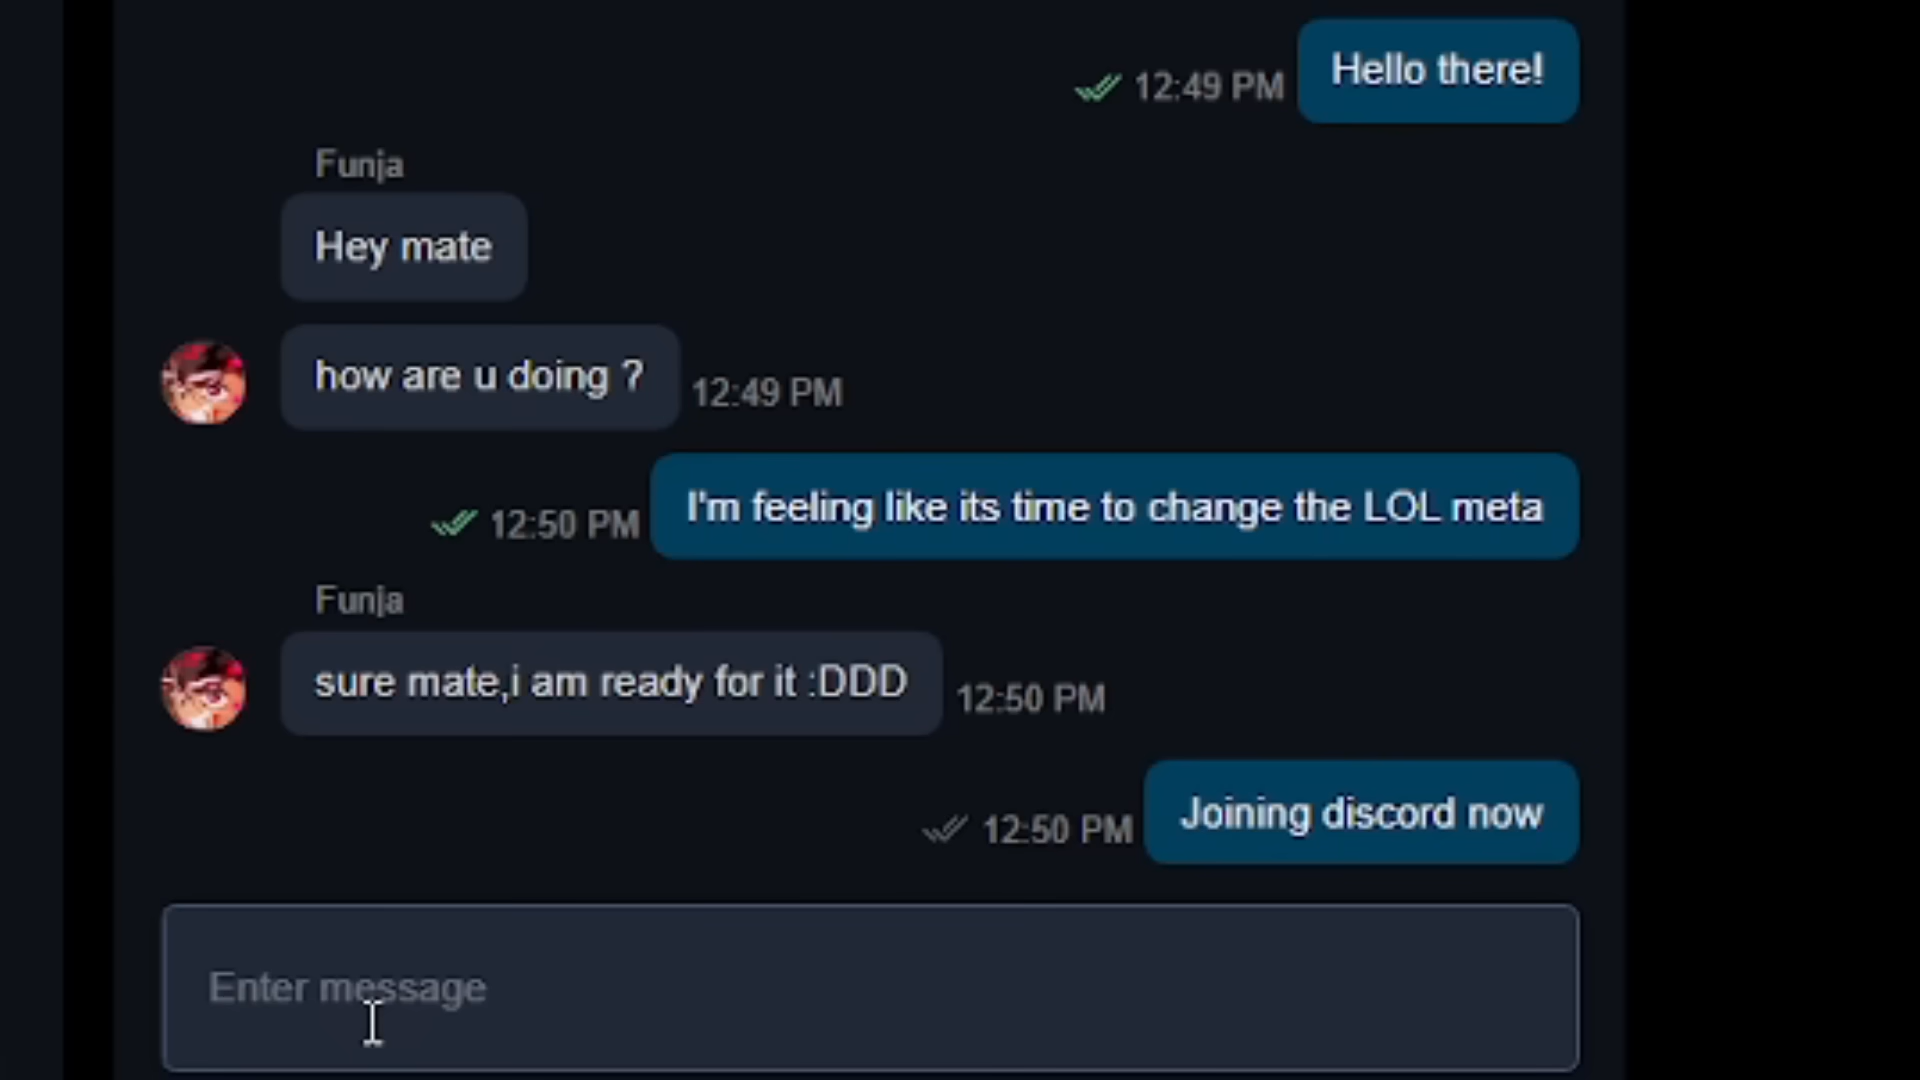 12:49 PM Hello there!
Funja
Hey mate
how are u doing ? 12:49 PM
12:50 PM I'm feeling like its time to change the LOL meta
Funja
sure mate,i am ready for it :DDD 12:50 PM
12:50 PM Joining discord now
Enter message